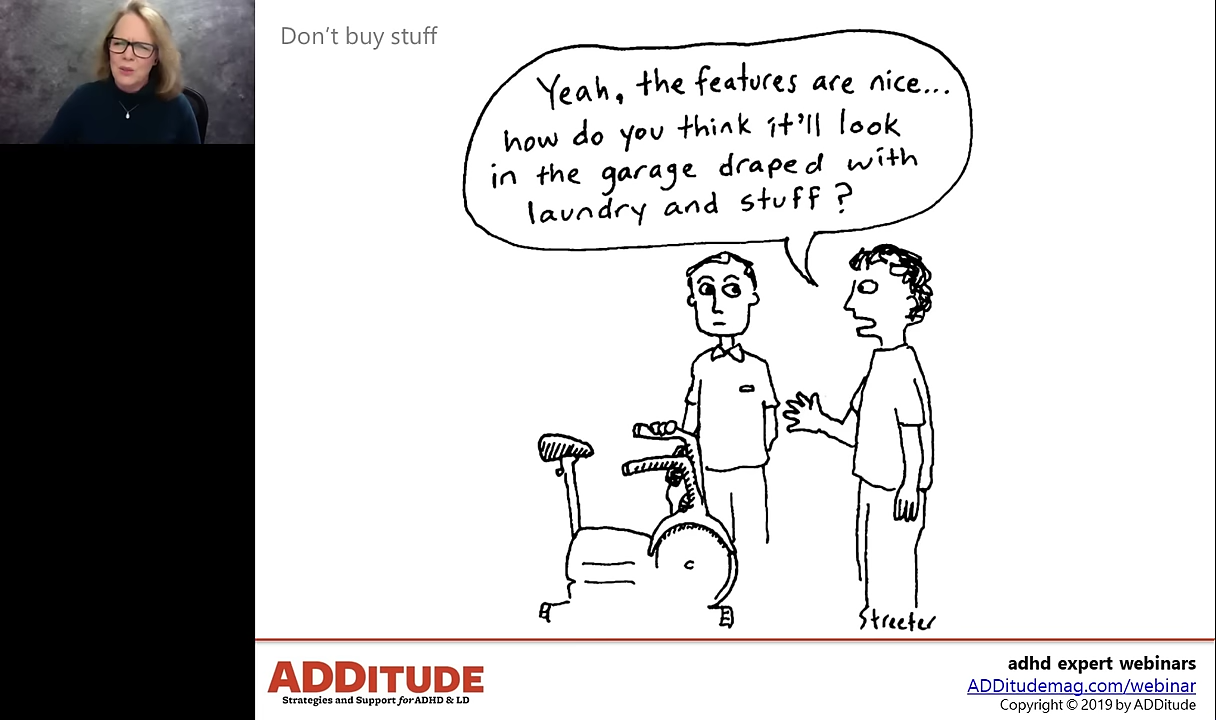 Don't buy stuff
Yeah, the features are nice...
how do you think it'll look
in the garage draped with
laundry and stuff?
Streeter
ADDITUDE
Strategies and Support for ADHD & LD
adhd expert webinars
ADDitudemag.com/webinar
Copyright © 2019 by ADDitude